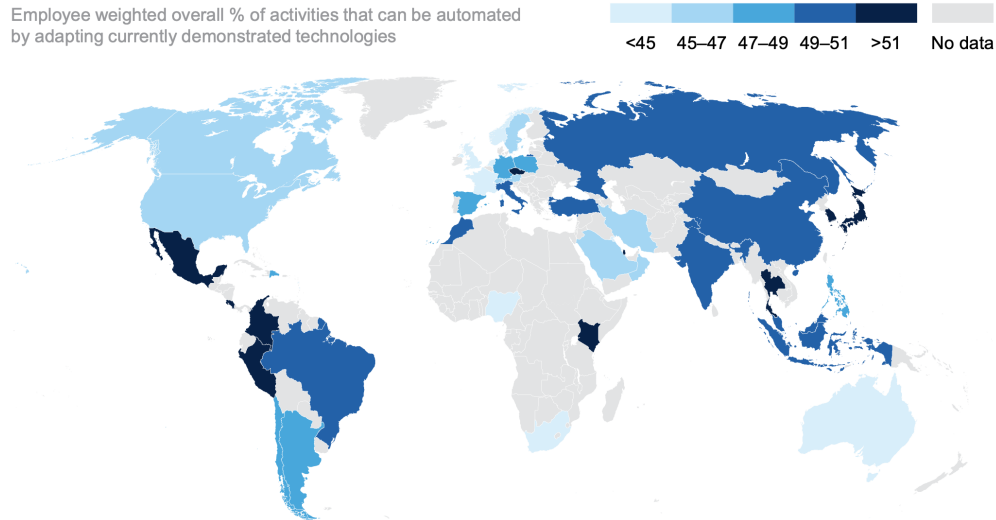 Employee weighted overall % of activities that can be automated
by adapting currently demonstrated technologies
<45 45–47 47–49 49–51 >51 No data